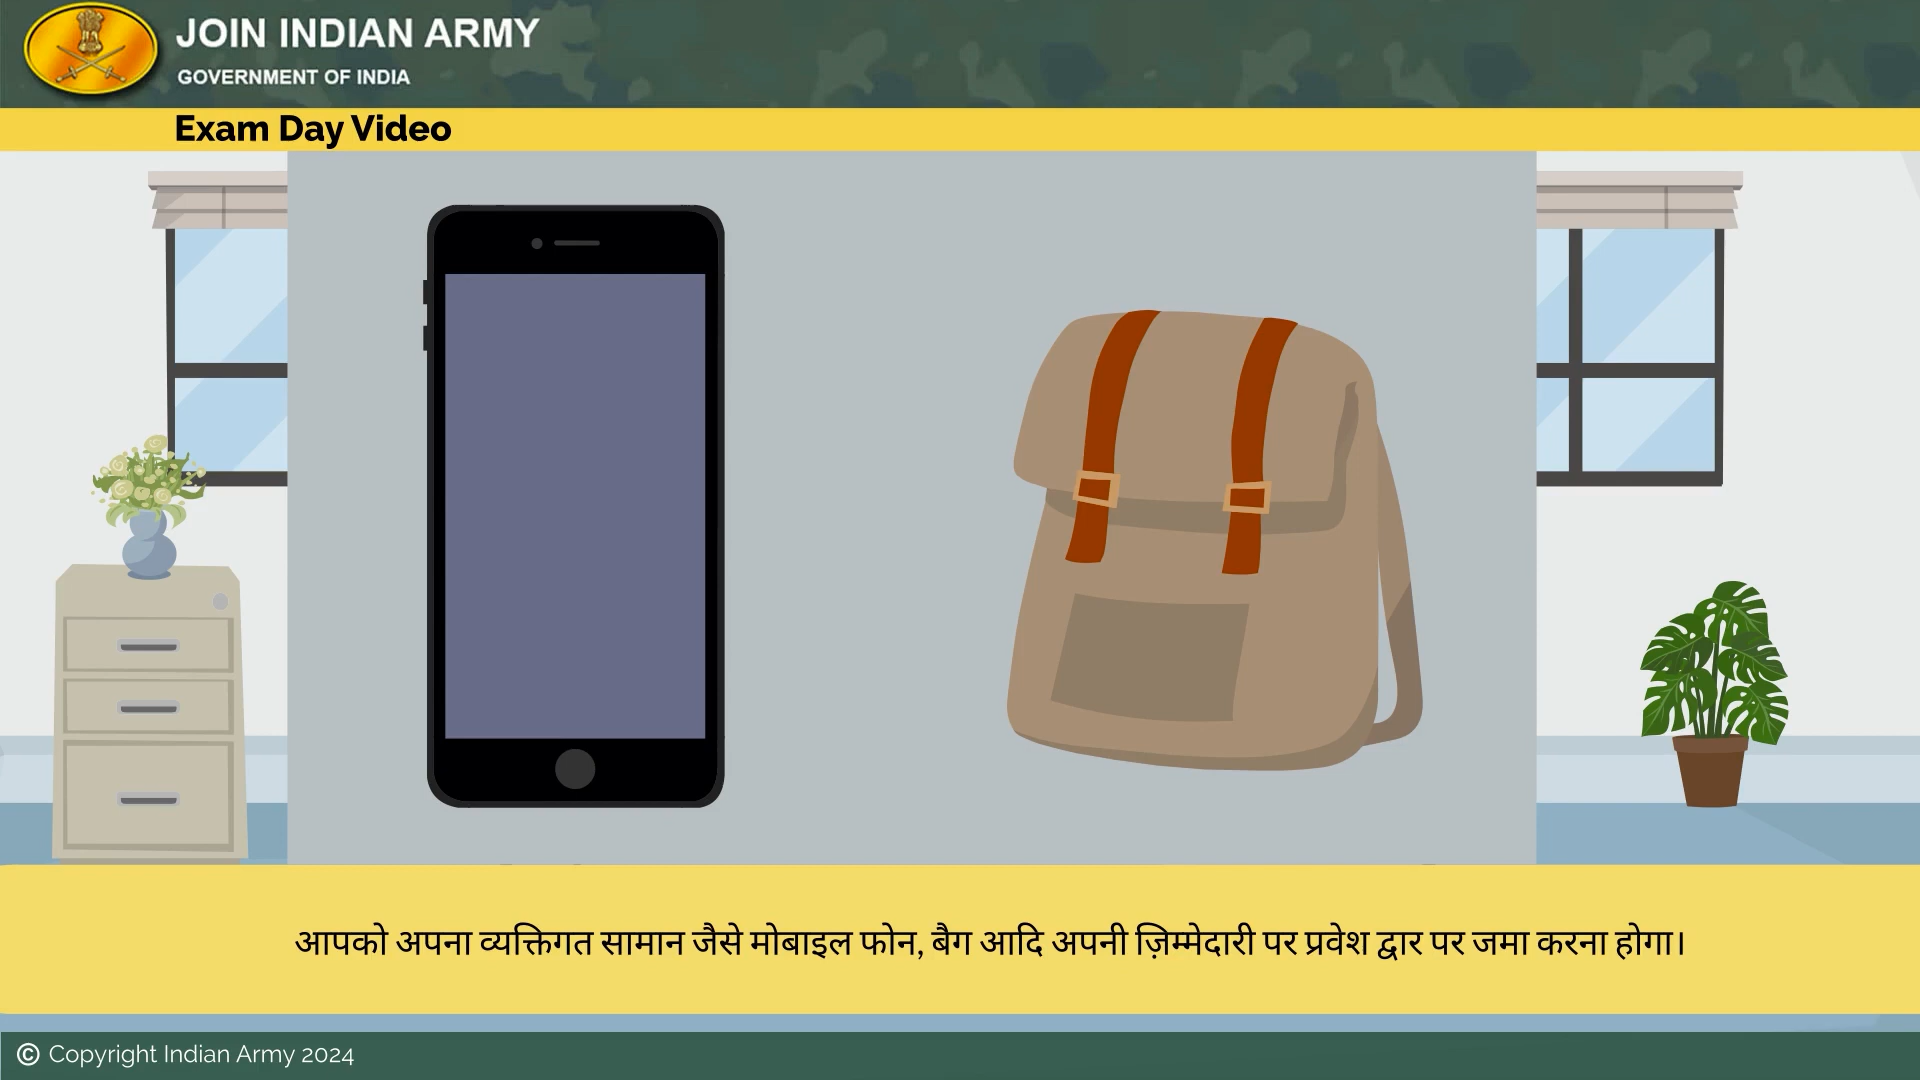 JOIN INDIAN ARMY
GOVERNMENT OF INDIA
Exam Day Video
आपको अपना व्यक्तिगत सामान जैसे मोबाइल फोन, बैग आदि अपनी ज़िम्मेदारी पर प्रवेश द्वार पर जमा करना होगा।
© Copyright Indian Army 2024